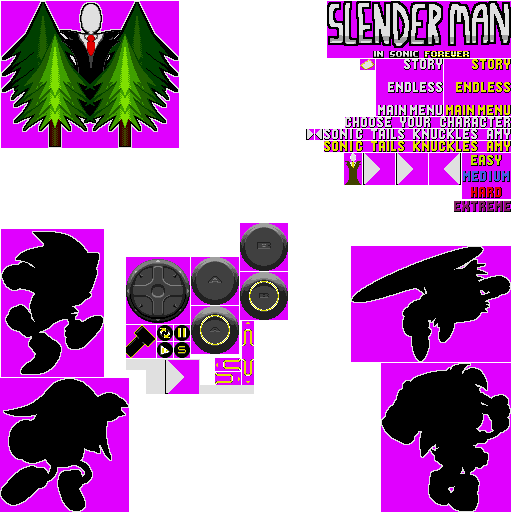 SLENDER MAN
IN SONIC FOREVER
STORY STORY
ENDLESS ENDLESS
MAIN MENU MAIN MENU
CHOOSE YOUR CHARACTER
SONIC TAILS KNUCKLES AMY
SONIC TAILS KNUCKLES AMY
EASY
MEDIUM
HARD
EXTREME